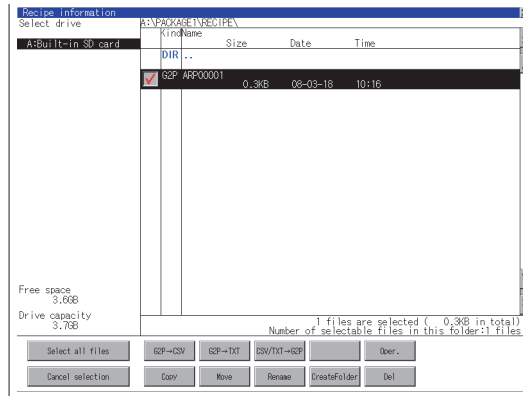 Recipe information
Select drive
A:\PACKAGE1\RECIPE\
KindName
Size Date Time
A:Built-in SD card
DIR ..
G2P ARP00001
0.3KB 08-03-18 10:16
Free space
3.6GB
Drive capacity
3.7GB
1 files are selected ( 0.3KB in total)
Number of selectable files in this folder:1 files
Select all files G2P→CSV G2P→TXT CSV/TXT→G2P Oper.
Cancel selection Copy Move Rename CreateFolder Del